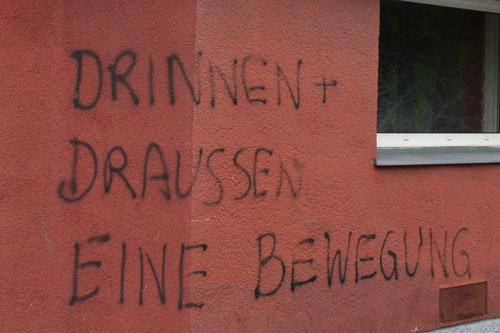 DRINNEN +
DRAUSSEN
EINE BEWEGUNG